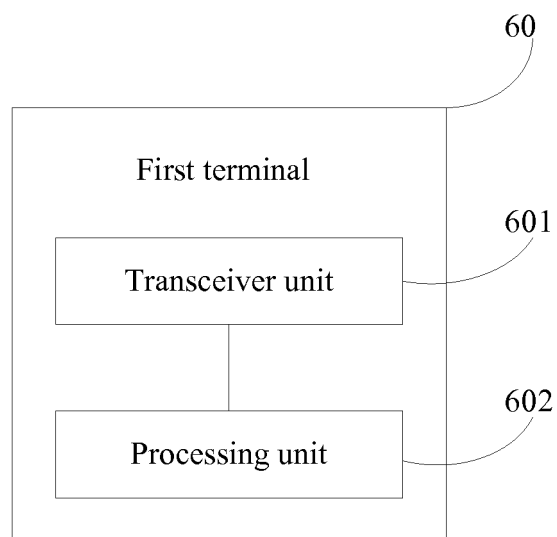 60
First terminal
601
Transceiver unit
602
Processing unit